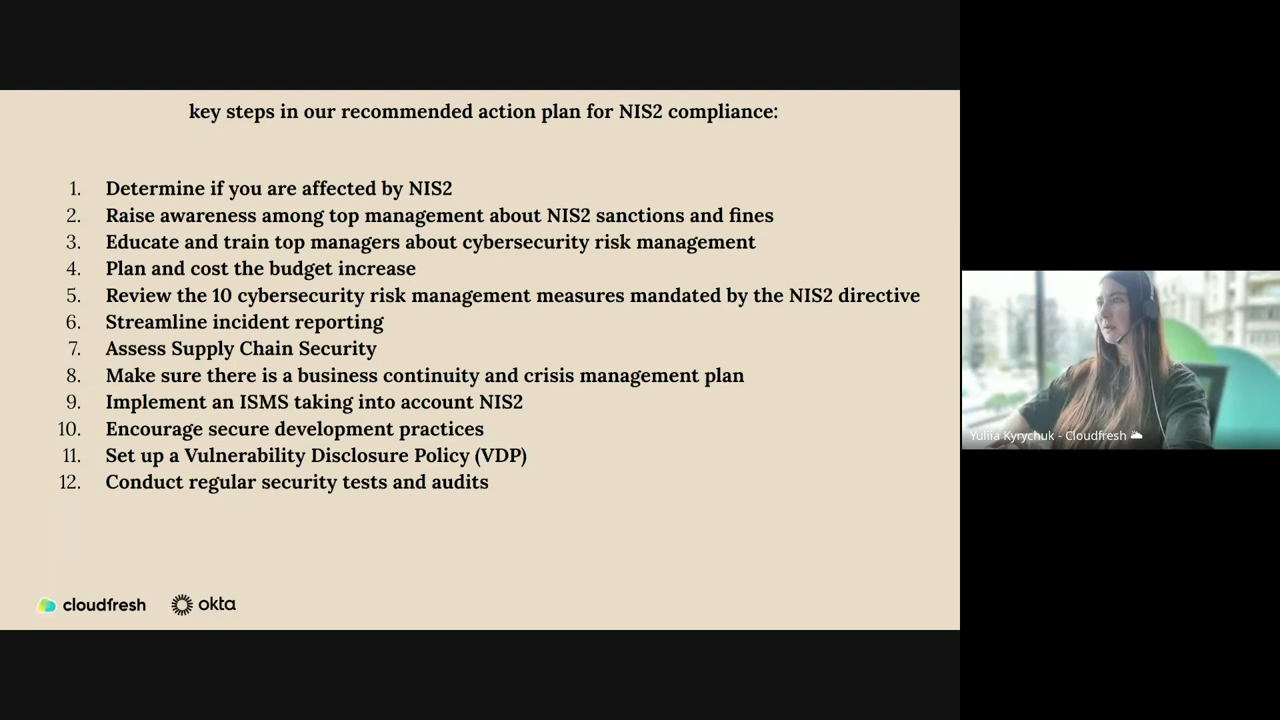 key steps in our recommended action plan for NIS2 compliance:
1. Determine if you are affected by NIS2
2. Raise awareness among top management about NIS2 sanctions and fines
3. Educate and train top managers about cybersecurity risk management
4. Plan and cost the budget increase
5. Review the 10 cybersecurity risk management measures mandated by the NIS2 directive
6. Streamline incident reporting
7. Assess Supply Chain Security
8. Make sure there is a business continuity and crisis management plan
9. Implement an ISMS taking into account NIS2
10. Encourage secure development practices
11. Set up a Vulnerability Disclosure Policy (VDP)
12. Conduct regular security tests and audits
cloudfresh okta
Yuliia Kyrychuk - Cloudfresh